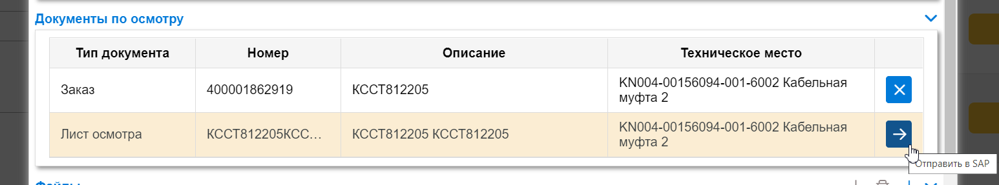 Документы по осмотру
Тип документа Номер Описание Техническое место
Заказ 400001862919 КССТ812205 KN004-00156094-001-6002 Кабельная
муфта 2
Лист осмотра КССТ812205КСС... КССТ812205 КССТ812205 KN004-00156094-001-6002 Кабельная
муфта 2
Отправить в SAP
Файлы